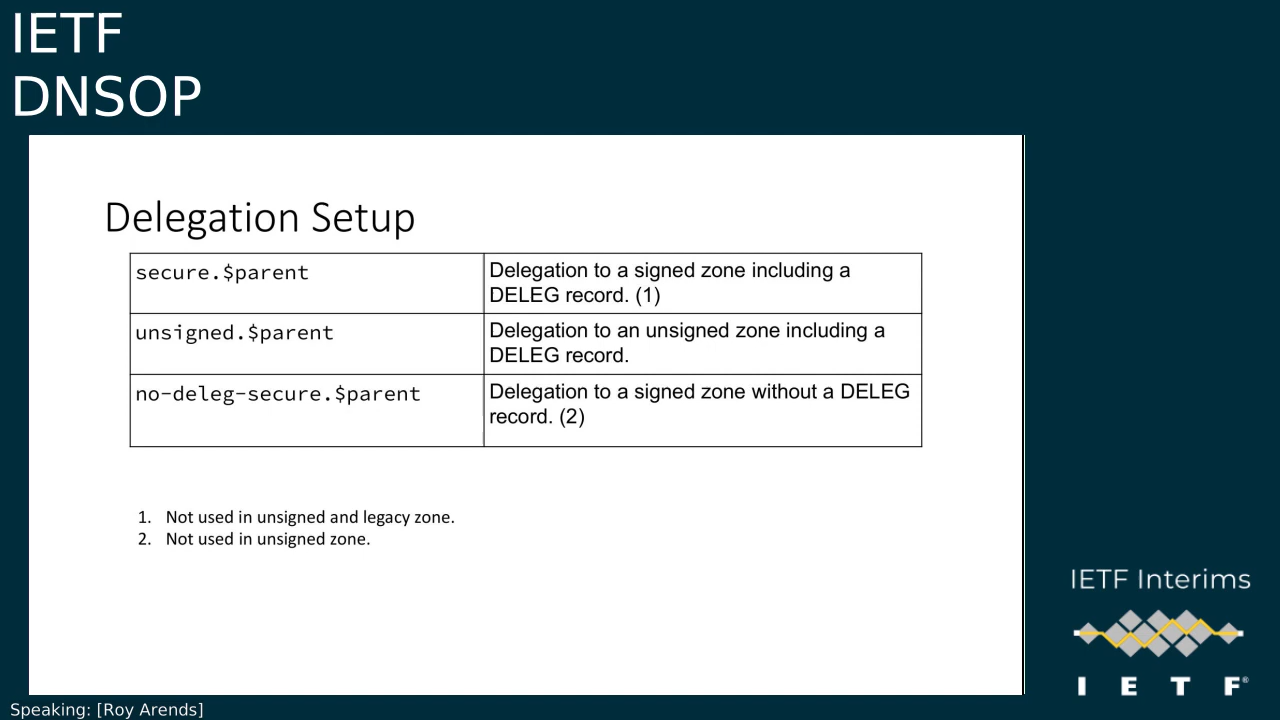 IETF
DNSOP
Delegation Setup
secure.$parent
Delegation to a signed zone including a
DELEG record. (1)
unsigned.$parent
Delegation to an unsigned zone including a
DELEG record.
no-deleg-secure.$parent
Delegation to a signed zone without a DELEG
record. (2)
1. Not used in unsigned and legacy zone.
2. Not used in unsigned zone.
IETF Interims
I E T F®
Speaking: [Roy Arends]